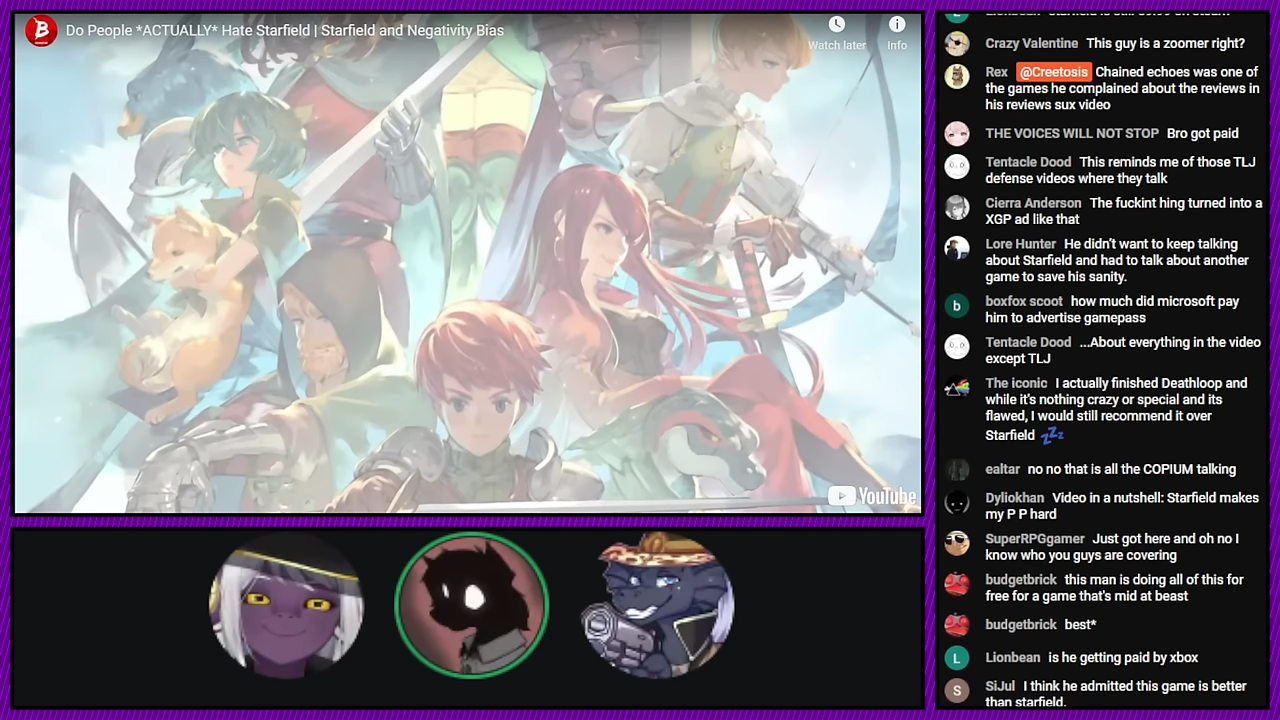 Do People *ACTUALLY* Hate Starfield | Starfield and Negativity Bias
Watch later
Info
YouTube
Crazy Valentine This guy is a zoomer right?
Rex @Creetosis Chained echoes was one of
the games he complained about the reviews in
his reviews sux video
THE VOICES WILL NOT STOP Bro got paid
Tentacle Dood This reminds me of those TLJ
defense videos where they talk
Cierra Anderson The fuckint hing turned into a
XGP ad like that
Lore Hunter He didn't want to keep talking
about Starfield and had to talk about another
game to save his sanity.
b
boxfox scoot how much did microsoft pay
him to advertise gamepass
Tentacle Dood ...About everything in the video
except TLJ
The iconic I actually finished Deathloop and
while it's nothing crazy or special and its
flawed, I would still recommend it over
Starfield
ealtar no no that is all the COPIUM talking
Dyliokhan Video in a nutshell: Starfield makes
my P P hard
SuperRPGgamer Just got here and oh no I
know who you guys are covering
budgetbrick this man is doing all of this for
free for a game that's mid at beast
budgetbrick best*
L
Lionbean is he getting paid by xbox
S
SiJul I think he admitted this game is better
than starfield.